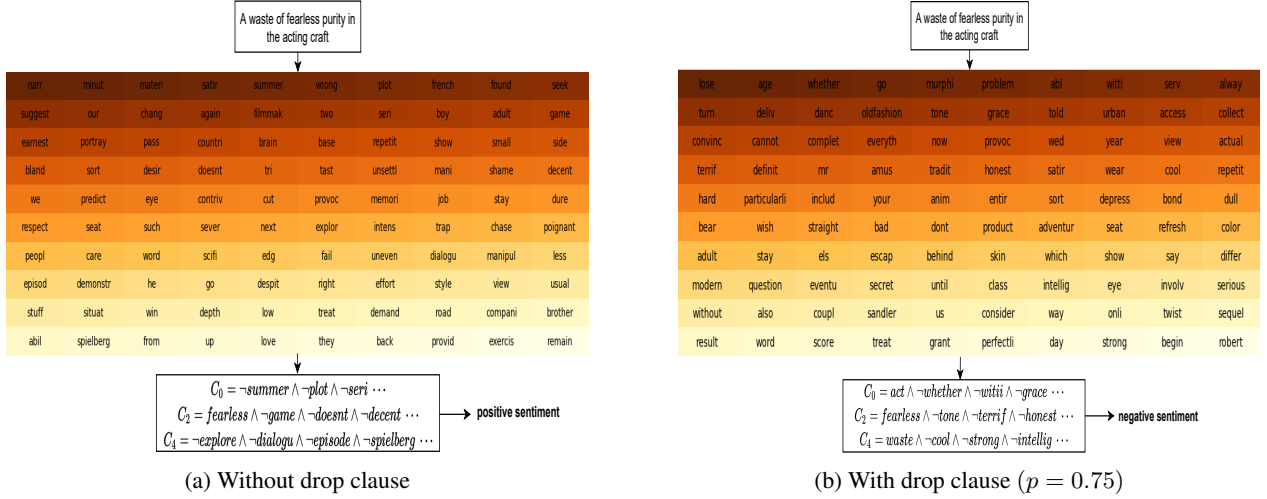 A waste of fearless purity in
the acting craft
narr minut materi satir summer wrong plot french found seek
suggest our chang again filmmak two seri boy adult game
earnest portray pass countri brain base repetit show small side
bland sort desir doesnt tri tast unsettl mani shame decent
we predict eye contriv cut provoc memori job stay dure
respect seat such sever next explor intens trap chase poignant
peopl care word scifi edg fail uneven dialogu manipul less
episod demonstr he go despit right effort style view usual
stuff situat win depth low treat demand road compani brother
abil spielberg from up love they back provid exercis remain
C₀ = ¬summer ∧ ¬plot ∧ ¬seri ⋯
C₂ = fearless ∧ ¬game ∧ ¬doesnt ∧ ¬decent ⋯
C₄ = ¬explore ∧ ¬dialogu ∧ ¬episode ∧ ¬spielberg ⋯
positive sentiment
(a) Without drop clause
A waste of fearless purity in
the acting craft
lose age whether go murphi problem abl witti serv alway
turn deliv danc oldfashion tone grace told urban access collect
convinc cannot complet everyth now provoc wed year view actual
terrif definit mr amus tradit honest satir wear cool repetit
hard particularli includ your anim entir sort depress bond dull
bear wish straight bad dont product adventur seat refresh color
adult stay els escap behind skin which show say differ
modern question eventu secret until class intellig eye involv serious
without also coupl sandler us consider way onli twist sequel
result word score treat grant perfectli day strong begin robert
C₀ = act ∧ ¬whether ∧ ¬witii ∧ ¬grace ⋯
C₂ = fearless ∧ ¬tone ∧ ¬terrif ∧ ¬honest ⋯
C₄ = waste ∧ ¬cool ∧ ¬strong ∧ ¬intellig ⋯
negative sentiment
(b) With drop clause (p = 0.75)